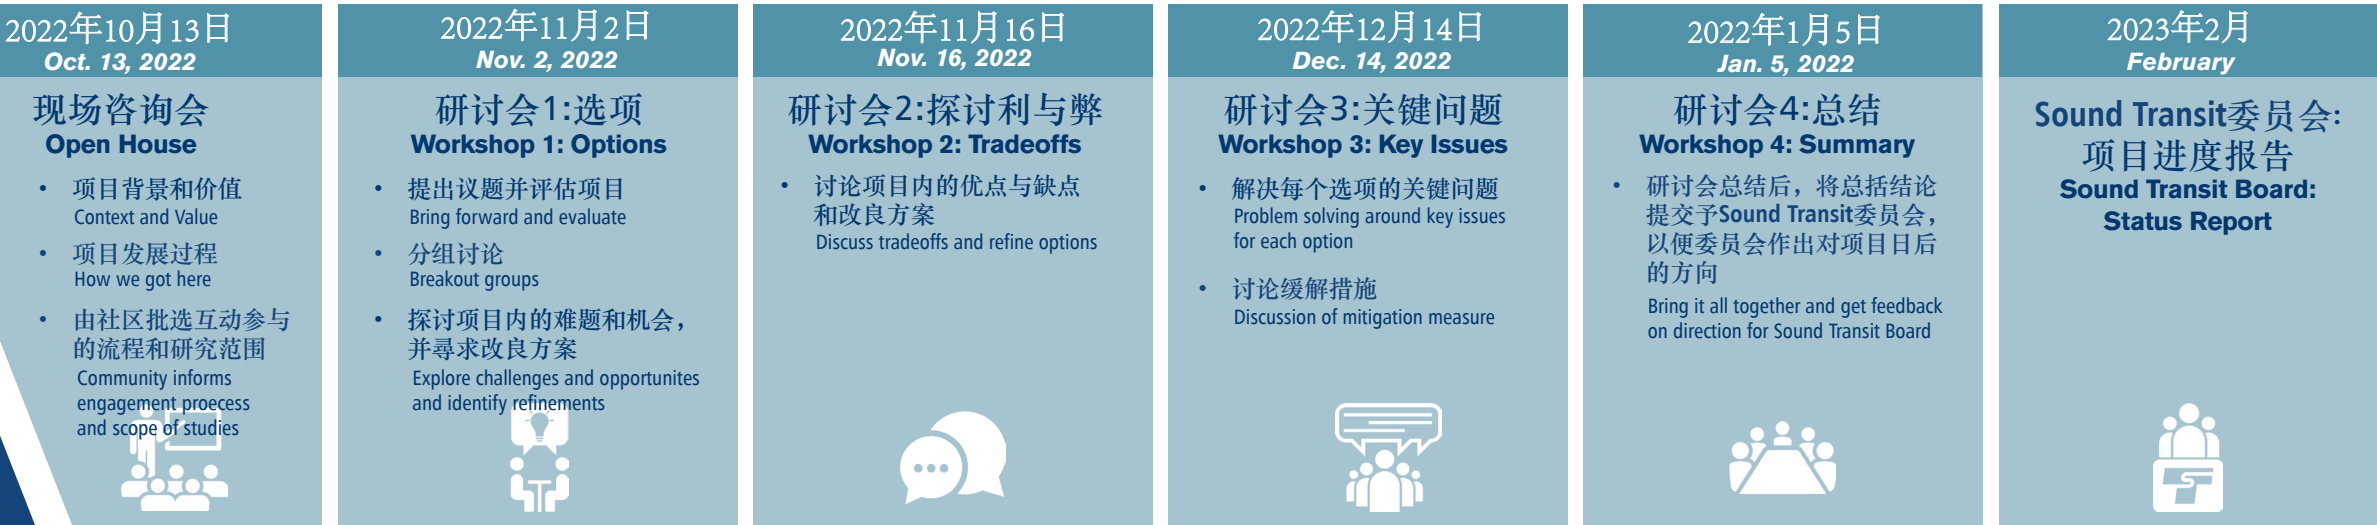 2022年10月13日
Oct. 13, 2022
现场咨询会
Open House
• 项目背景和价值
Context and Value
• 项目发展过程
How we got here
• 由社区批选互动参与
的流程和研究范围
Community informs
engagement proecess
and scope of studies
2022年11月2日
Nov. 2, 2022
研讨会1:选项
Workshop 1: Options
• 提出议题并评估项目
Bring forward and evaluate
• 分组讨论
Breakout groups
• 探讨项目内的难题和机会，
并尋求改良方案
Explore challenges and opportunites
and identify refinements
2022年11月16日
Nov. 16, 2022
研讨会2:探讨利与弊
Workshop 2: Tradeoffs
• 讨论项目内的优点与缺点
和改良方案
Discuss tradeoffs and refine options
2022年12月14日
Dec. 14, 2022
研讨会3:关键问题
Workshop 3: Key Issues
• 解决每个选项的关键问题
Problem solving around key issues
for each option
• 讨论缓解措施
Discussion of mitigation measure
2022年1月5日
Jan. 5, 2022
研讨会4:总结
Workshop 4: Summary
• 研讨会总结后，将总括结论
提交予Sound Transit委员会，
以便委员会作出对项目日后
的方向
Bring it all together and get feedback
on direction for Sound Transit Board
2023年2月
February
Sound Transit委员会:
项目进度报告
Sound Transit Board:
Status Report